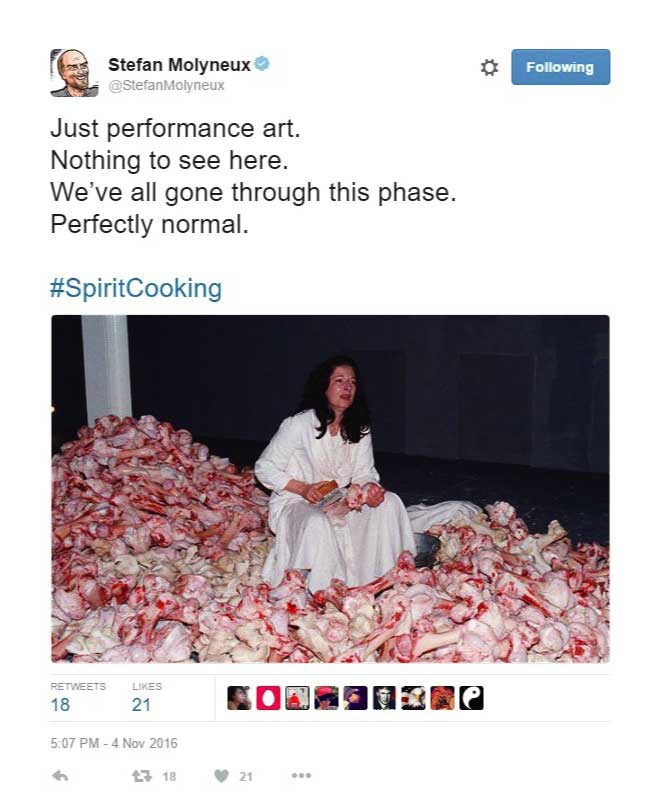 Stefan Molyneux
Following
@StefanMolyneux
Just performance art.
Nothing to see here.
We’ve all gone through this phase.
Perfectly normal.
#SpiritCooking
RETWEETS LIKES
18 21
5:07 PM - 4 Nov 2016
18 21